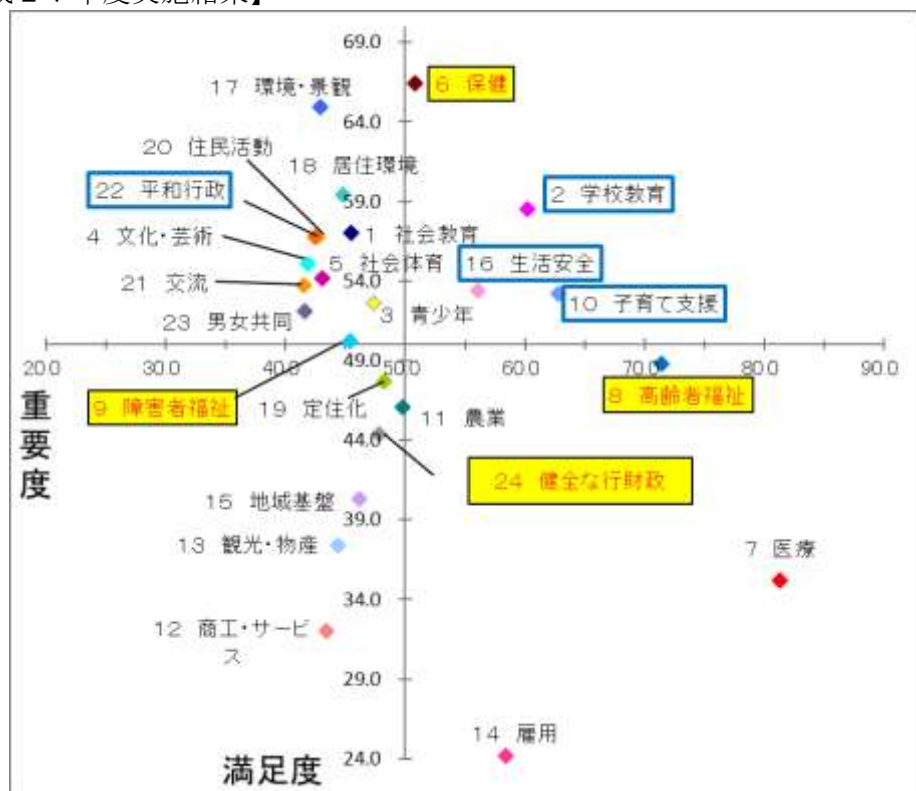 年度実施結果】
69.0
17 環境・景観
6 保健
64.0
20 住民活動
18 居住環境
22 平和行政
59.0
2 学校教育
4 文化・芸術
1 社会教育
5 社会体育
16 生活安全
54.0
21 交流
10 子育て支援
23 男女共同
3 青少年
20.0 30.0 40.0 50.0 60.0 70.0 80.0 90.0
49.0
9 障害者福祉
19 定住化
11 農業
8 高齢者福祉
重要度
44.0
24 健全な行財政
15 地域基盤
39.0
13 観光・物産
7 医療
34.0
12 商工・サービ
ス
29.0
14 雇用
満足度
24.0